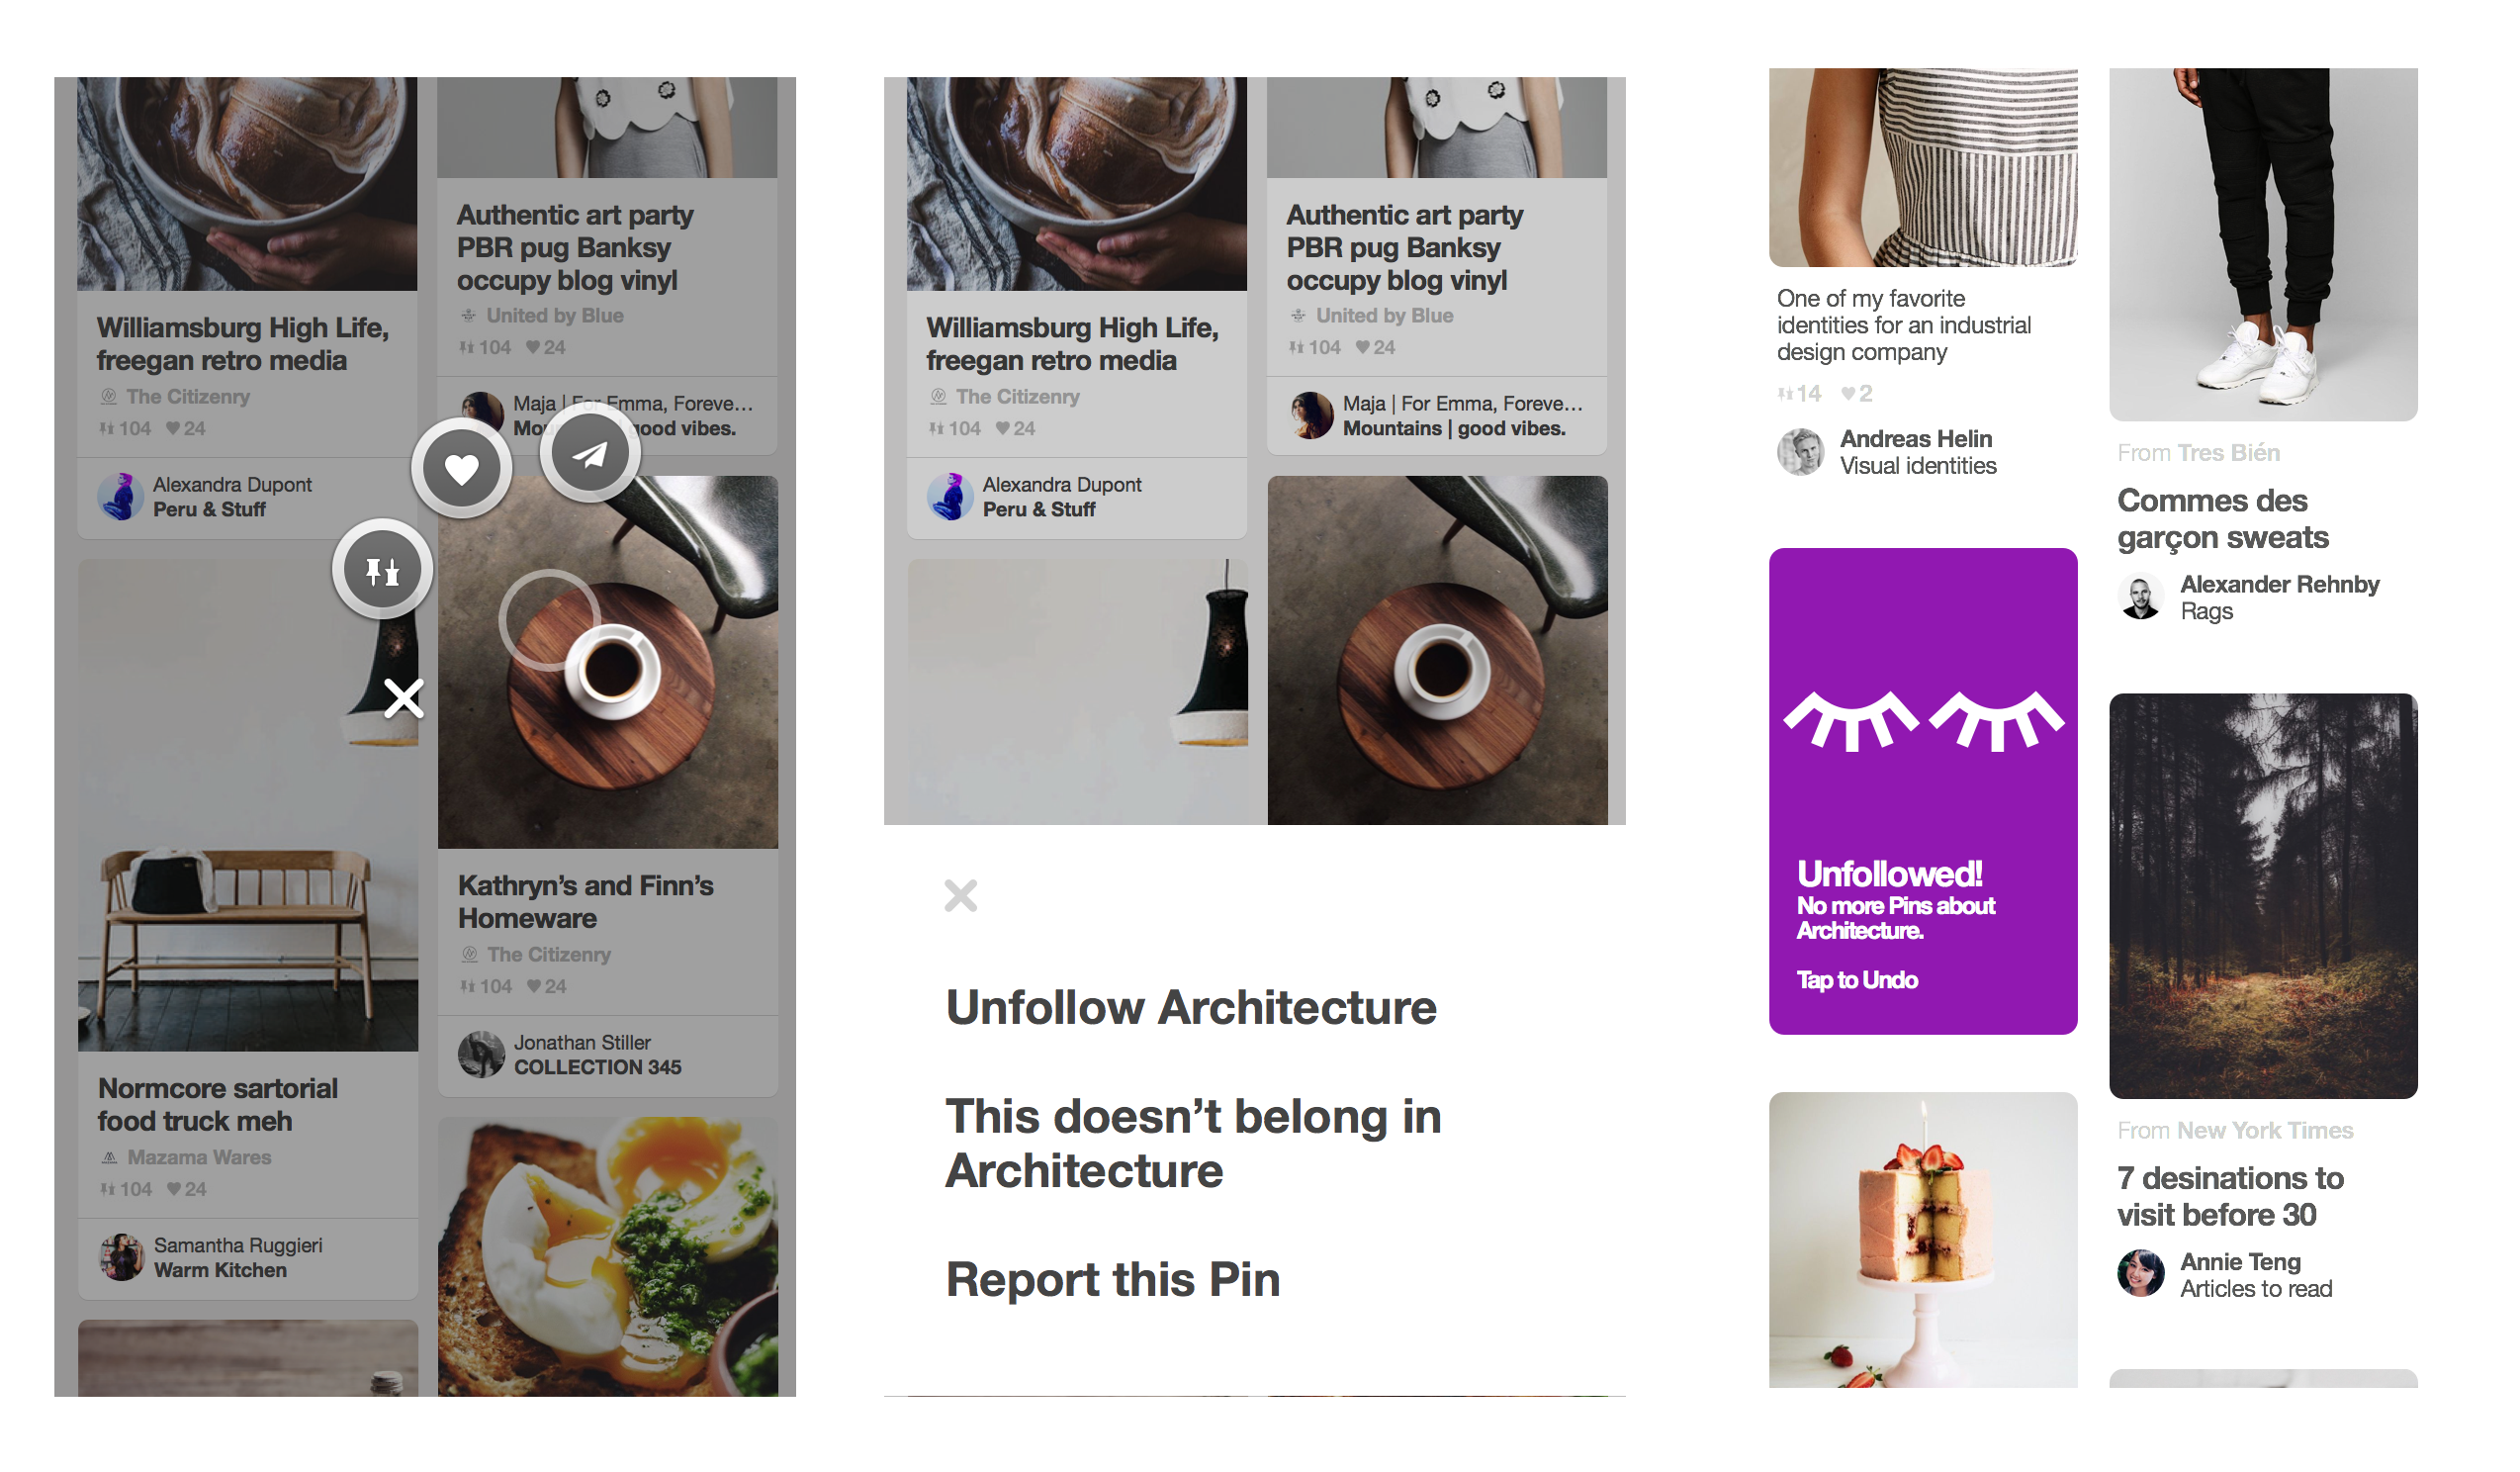 Williamsburg High Life,
freegan retro media
The Citizenry
104 24
Alexandra Dupont
Peru & Stuff
Normcore sartorial
food truck meh
Mazama Wares
104 24
Samantha Ruggieri
Warm Kitchen
Authentic art party
PBR pug Banksy
occupy blog vinyl
United by Blue
104 24
Maja | For Emma, Foreve…
Mountains | good vibes.
Kathryn’s and Finn’s
Homeware
The Citizenry
104 24
Jonathan Stiller
COLLECTION 345
Williamsburg High Life,
freegan retro media
The Citizenry
104 24
Alexandra Dupont
Peru & Stuff
Authentic art party
PBR pug Banksy
occupy blog vinyl
United by Blue
104 24
Maja | For Emma, Foreve…
Mountains | good vibes.
Unfollow Architecture
This doesn’t belong in
Architecture
Report this Pin
One of my favorite
identities for an industrial
design company
14 2
Andreas Helin
Visual identities
Unfollowed!
No more Pins about
Architecture.
Tap to Undo
From Tres Bién
Commes des
garçon sweats
Alexander Rehnby
Rags
From New York Times
7 desinations to
visit before 30
Annie Teng
Articles to read